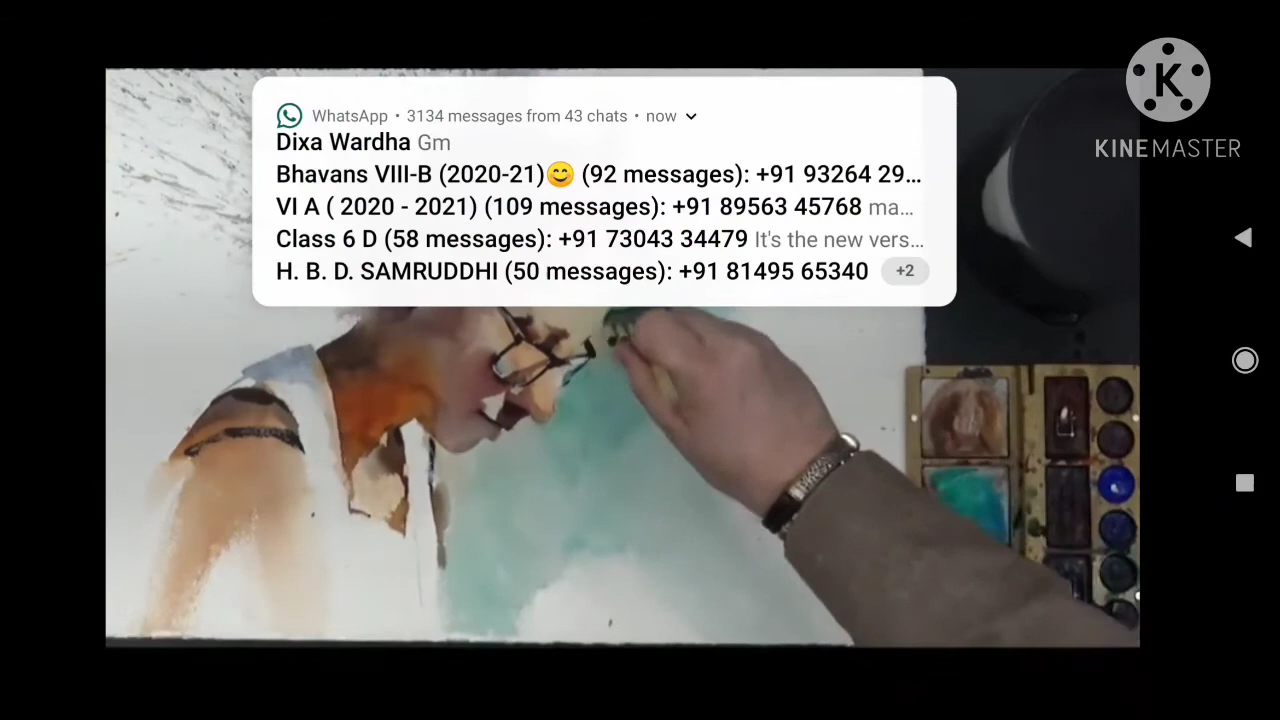 WhatsApp • 3134 messages from 43 chats • now
Dixa Wardha Gm
Bhavans VIII-B (2020-21)😊 (92 messages): +91 93264 29...
VI A ( 2020 - 2021) (109 messages): +91 89563 45768 ma...
Class 6 D (58 messages): +91 73043 34479 It's the new vers...
H. B. D. SAMRUDDHI (50 messages): +91 81495 65340 +2
K
KINEMASTER